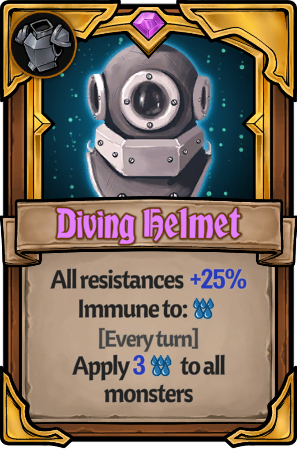 Diving Helmet
All resistances +25%
Immune to:
[Every turn]
Apply 3 to all
monsters